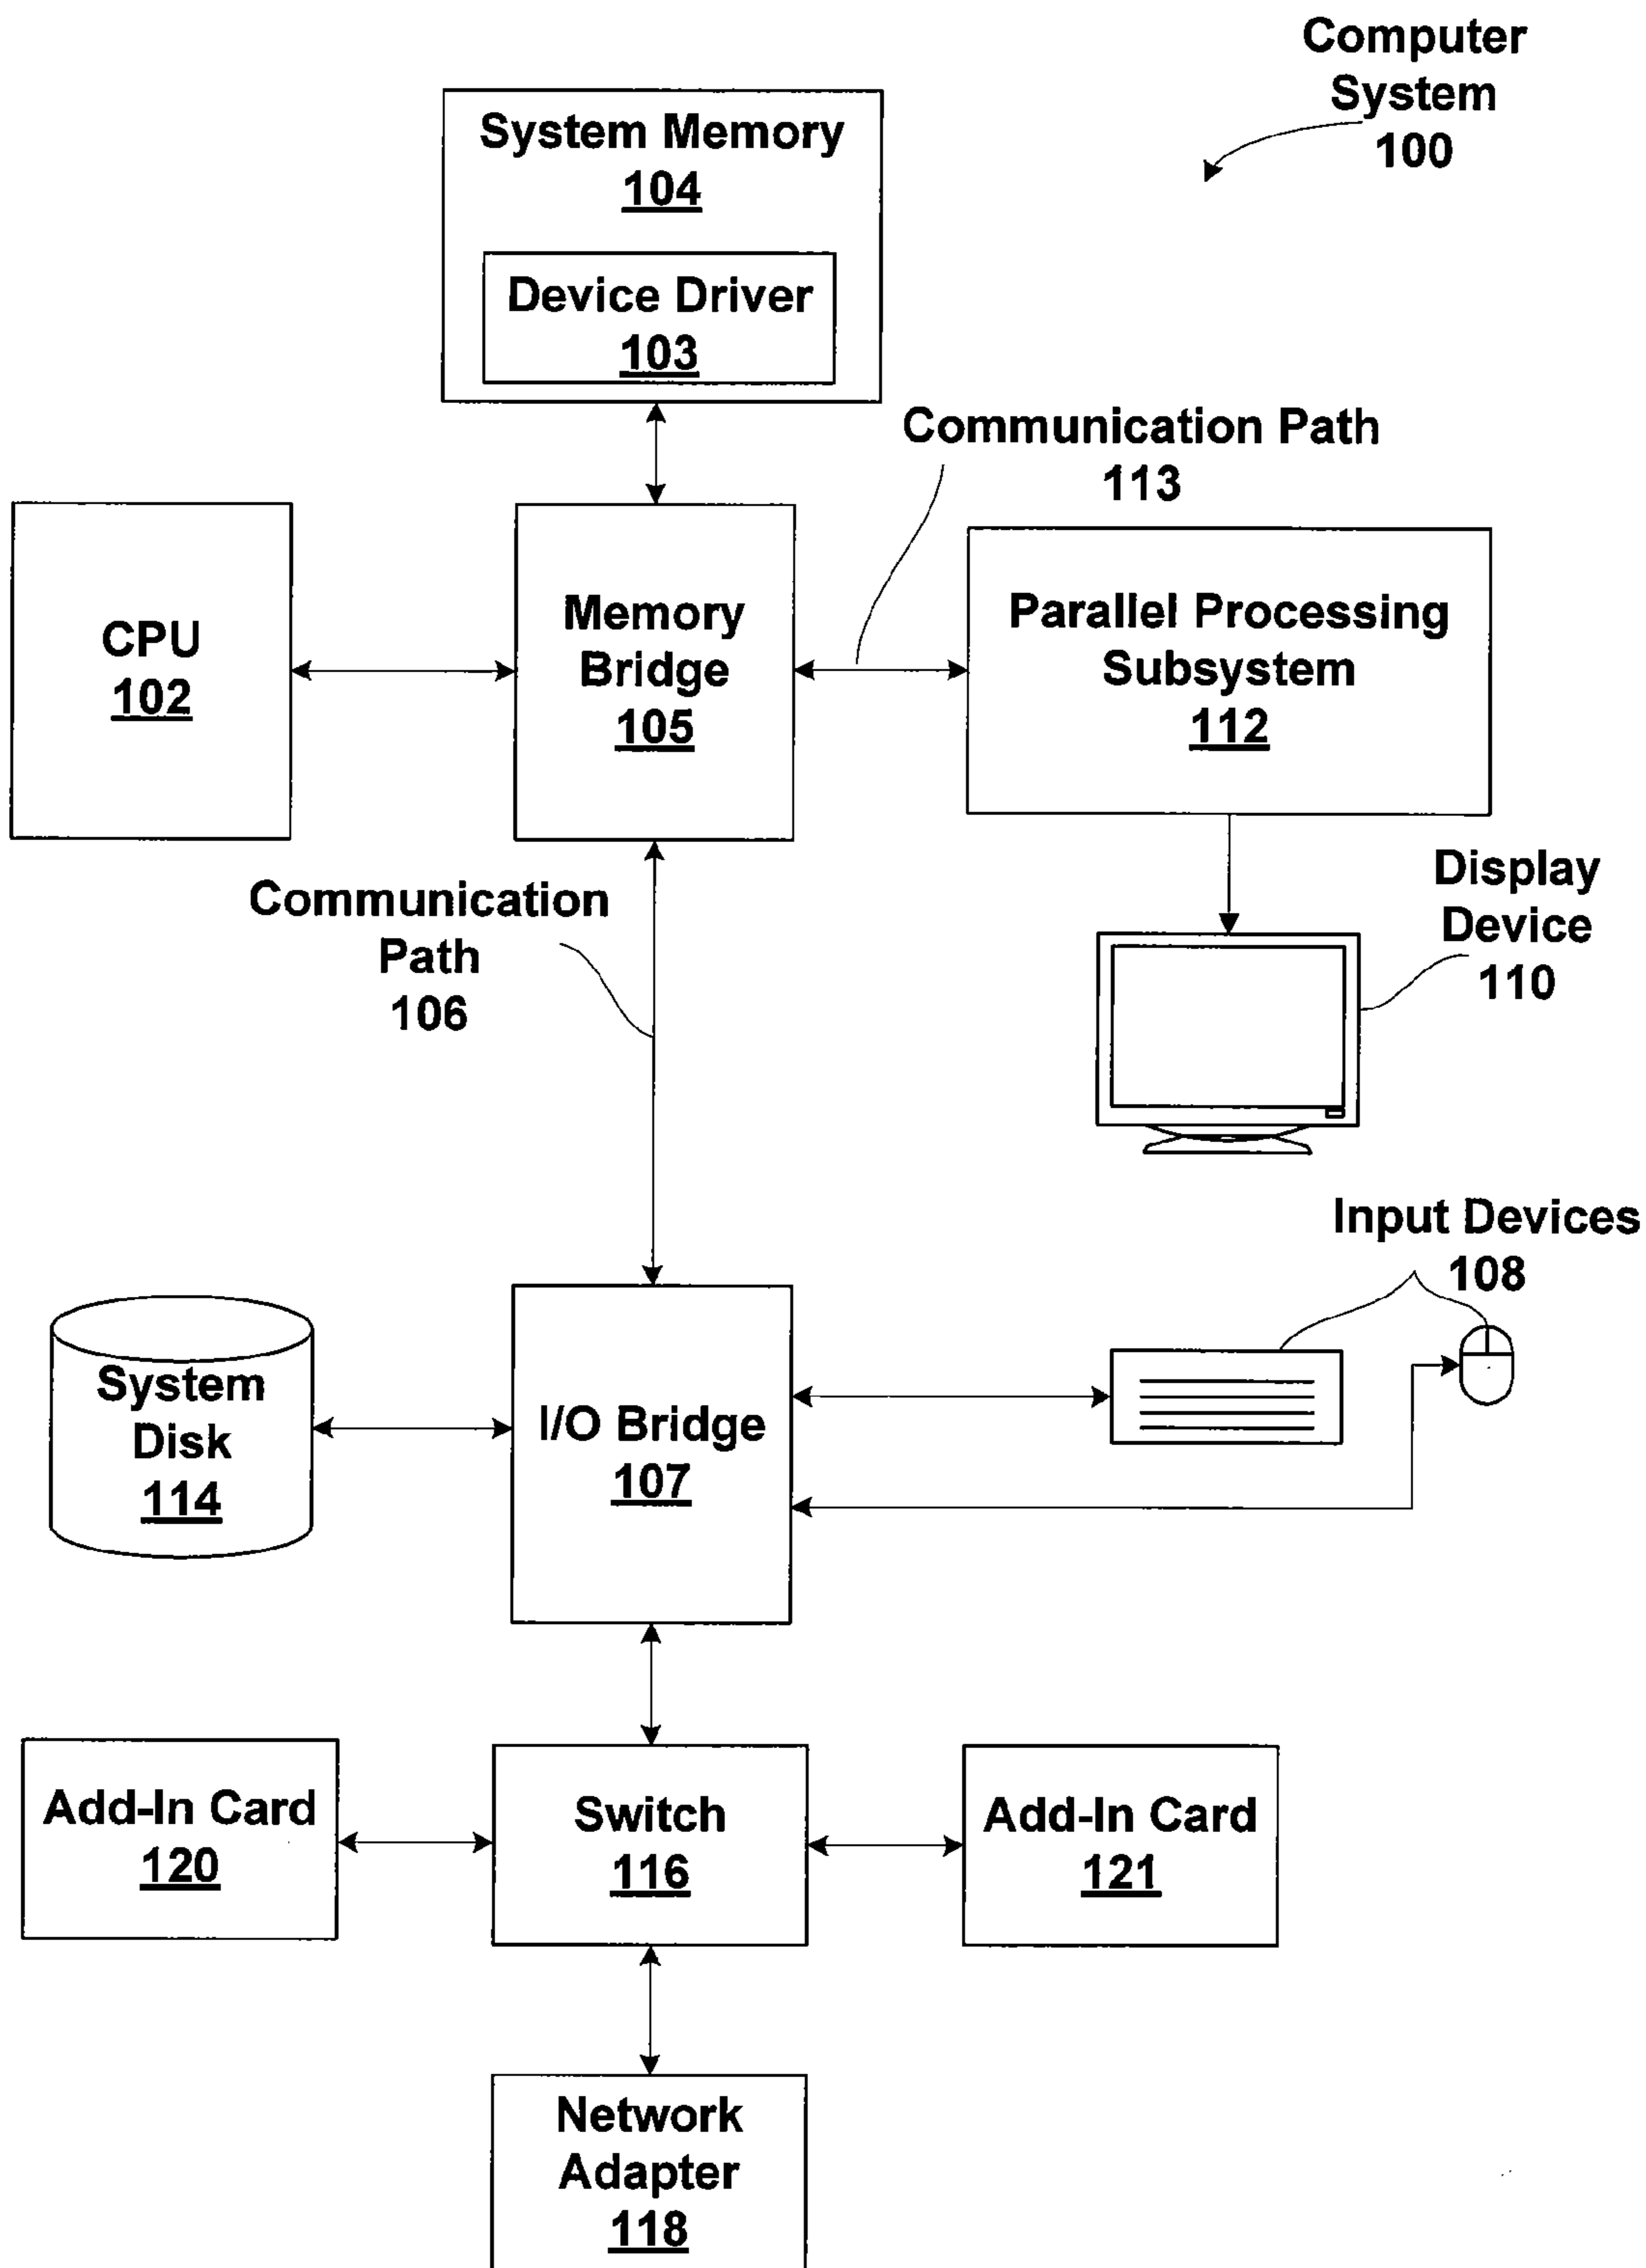 Computer
System
100
System Memory
104
Device Driver
103
Communication Path
113
CPU
102
Memory
Bridge
105
Parallel Processing
Subsystem
112
Communication
Path
106
Display
Device
110
Input Devices
108
System
Disk
114
I/O Bridge
107
Add-In Card
120
Switch
116
Add-In Card
121
Network
Adapter
118